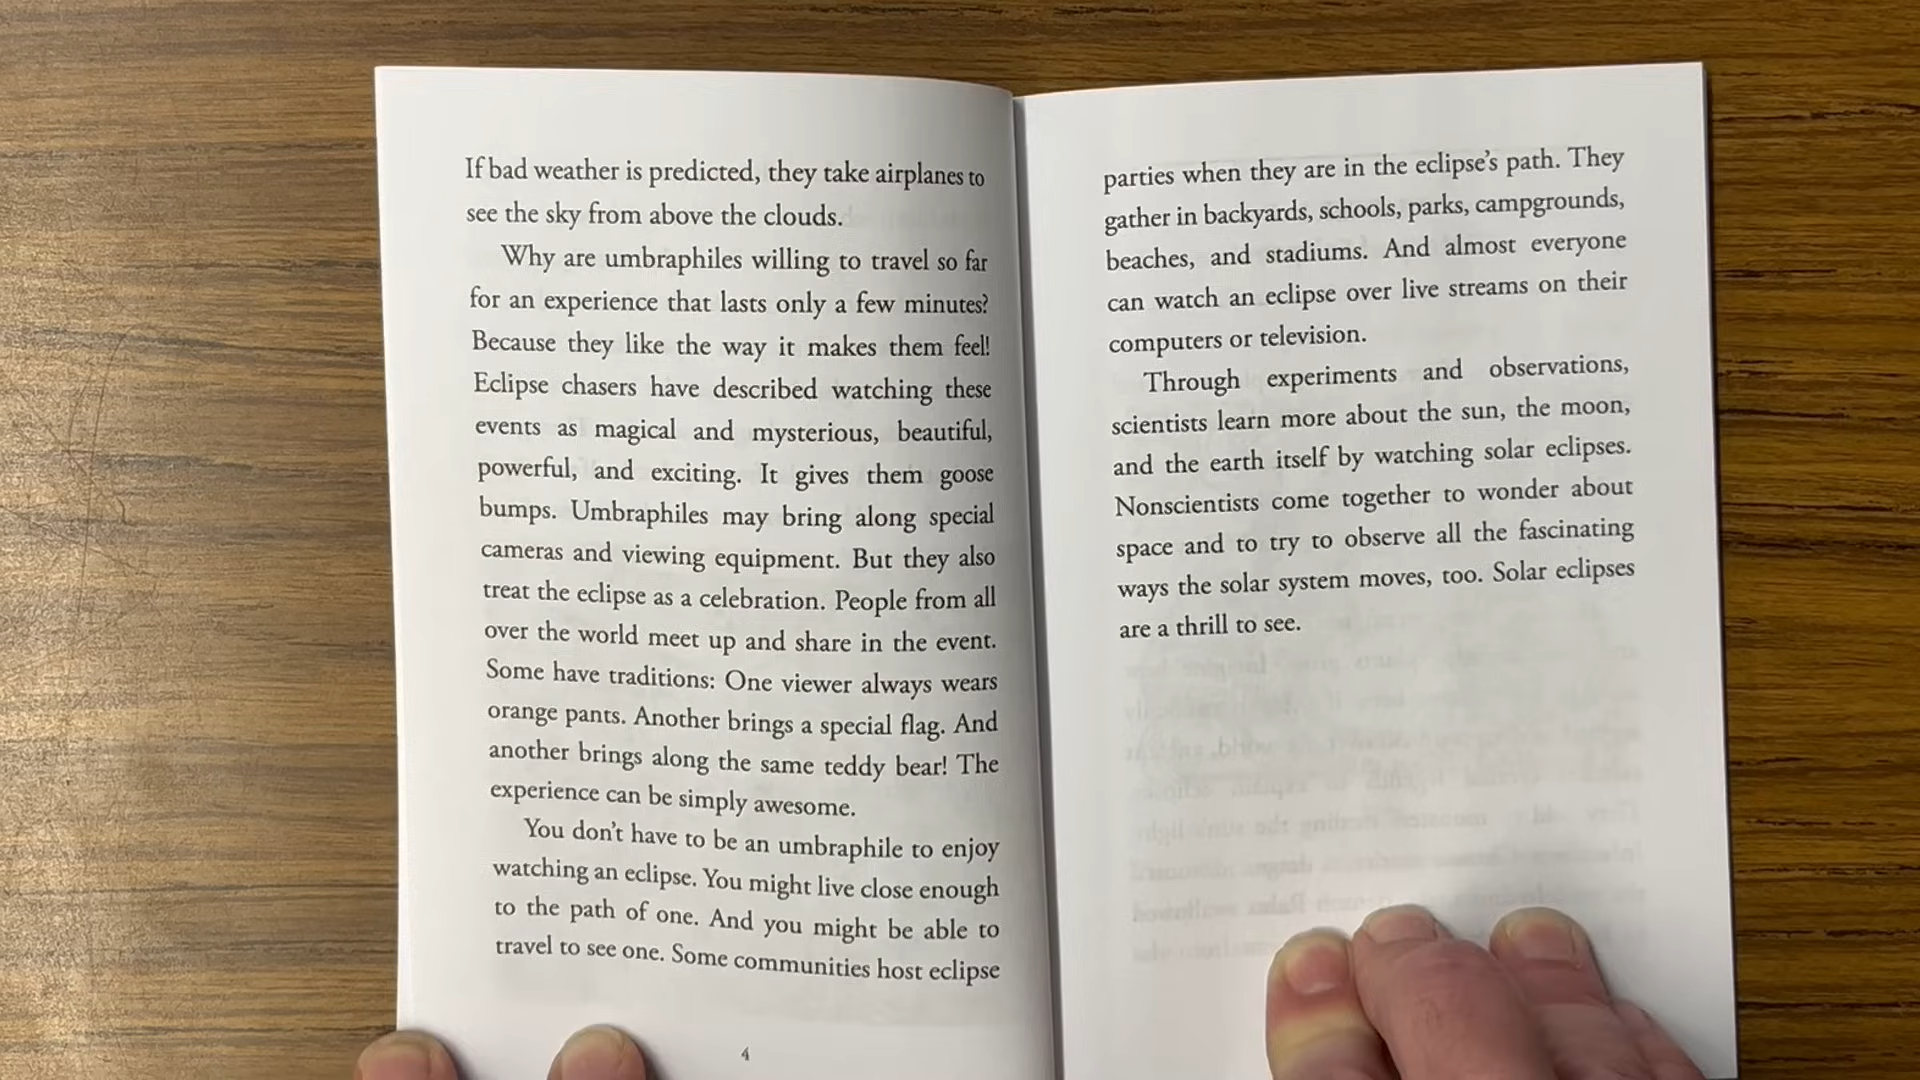 If bad weather is predicted, they take airplanes to
see the sky from above the clouds.
Why are umbraphiles willing to travel so far
for an experience that lasts only a few minutes?
Because they like the way it makes them feel!
Eclipse chasers have described watching these
events as magical and mysterious, beautiful,
powerful, and exciting. It gives them goose
bumps. Umbraphiles may bring along special
cameras and viewing equipment. But they also
treat the eclipse as a celebration. People from all
over the world meet up and share in the event.
Some have traditions: One viewer always wears
orange pants. Another brings a special flag. And
another brings along the same teddy bear! The
experience can be simply awesome.
You don't have to be an umbraphile to enjoy
watching an eclipse. You might live close enough
to the path of one. And you might be able to
travel to see one. Some communities host eclipse
4
parties when they are in the eclipse's path. They
gather in backyards, schools, parks, campgrounds,
beaches, and stadiums. And almost everyone
can watch an eclipse over live streams on their
computers or television.
Through experiments and observations,
scientists learn more about the sun, the moon,
and the earth itself by watching solar eclipses.
Nonscientists come together to wonder about
space and to try to observe all the fascinating
ways the solar system moves, too. Solar eclipses
are a thrill to see.